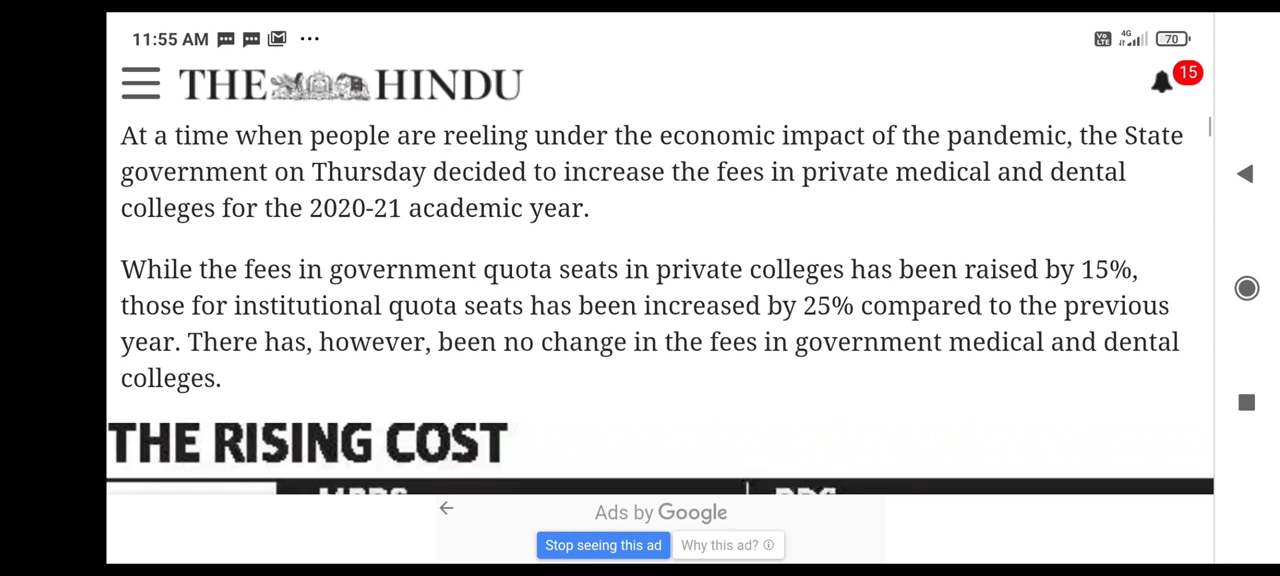 11:55 AM ...
4G 70
THE HINDU
15
At a time when people are reeling under the economic impact of the pandemic, the State
government on Thursday decided to increase the fees in private medical and dental
colleges for the 2020-21 academic year.
While the fees in government quota seats in private colleges has been raised by 15%,
those for institutional quota seats has been increased by 25% compared to the previous
year. There has, however, been no change in the fees in government medical and dental
colleges.
THE RISING COST
Ads by Google
Stop seeing this ad
Why this ad?